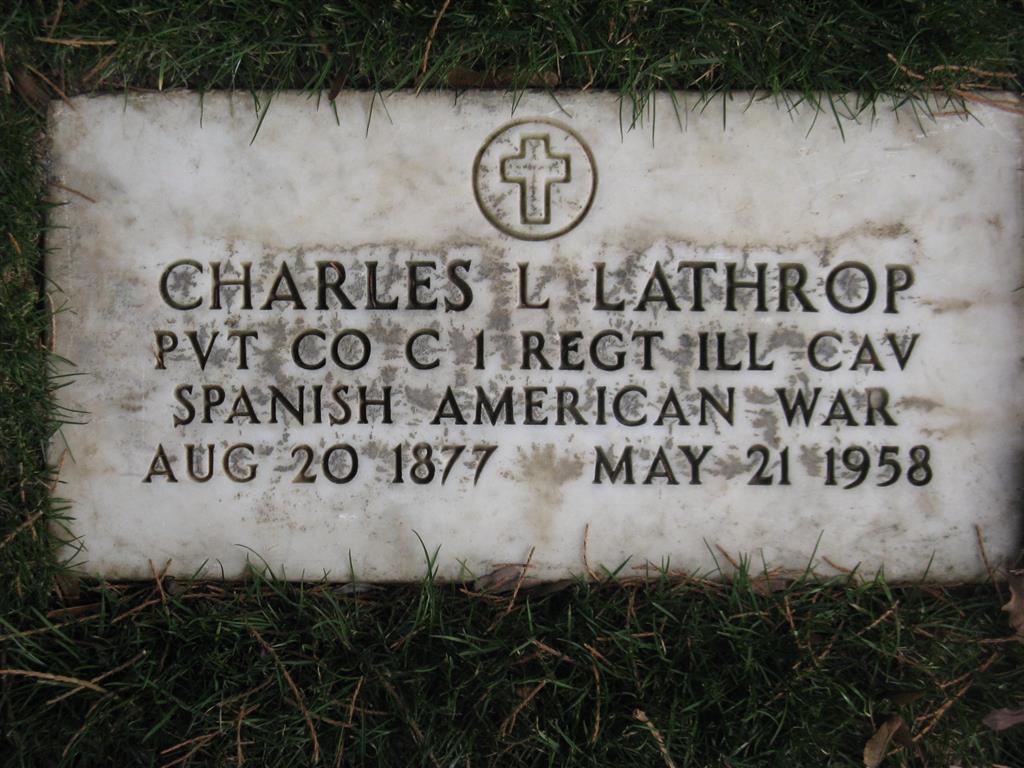 CHARLES L LATHROP
PVT CO C 1 REGT ILL CAV
SPANISH AMERICAN WAR
AUG 20 1877 MAY 21 1958